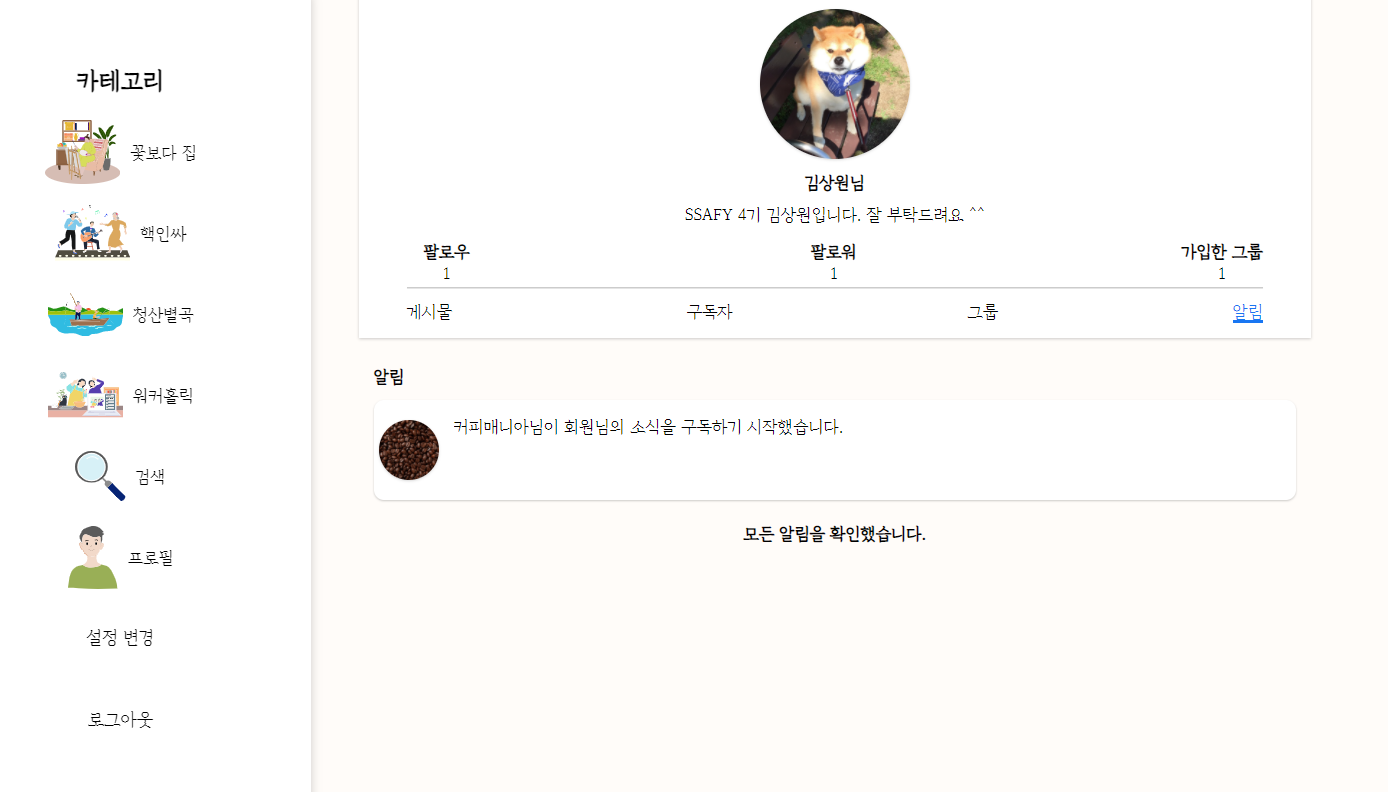 카테고리
꽃보다 집
핵인싸
청산별곡
워커홀릭
검색
프로필
설정 변경
로그아웃
김상원님
SSAFY 4기 김상원입니다. 잘 부탁드려요 ^^
팔로우 팔로워 가입한 그룹
1 1 1
게시물 구독자 그룹 알림
알림
커피매니아님이 회원님의 소식을 구독하기 시작했습니다.
모든 알림을 확인했습니다.